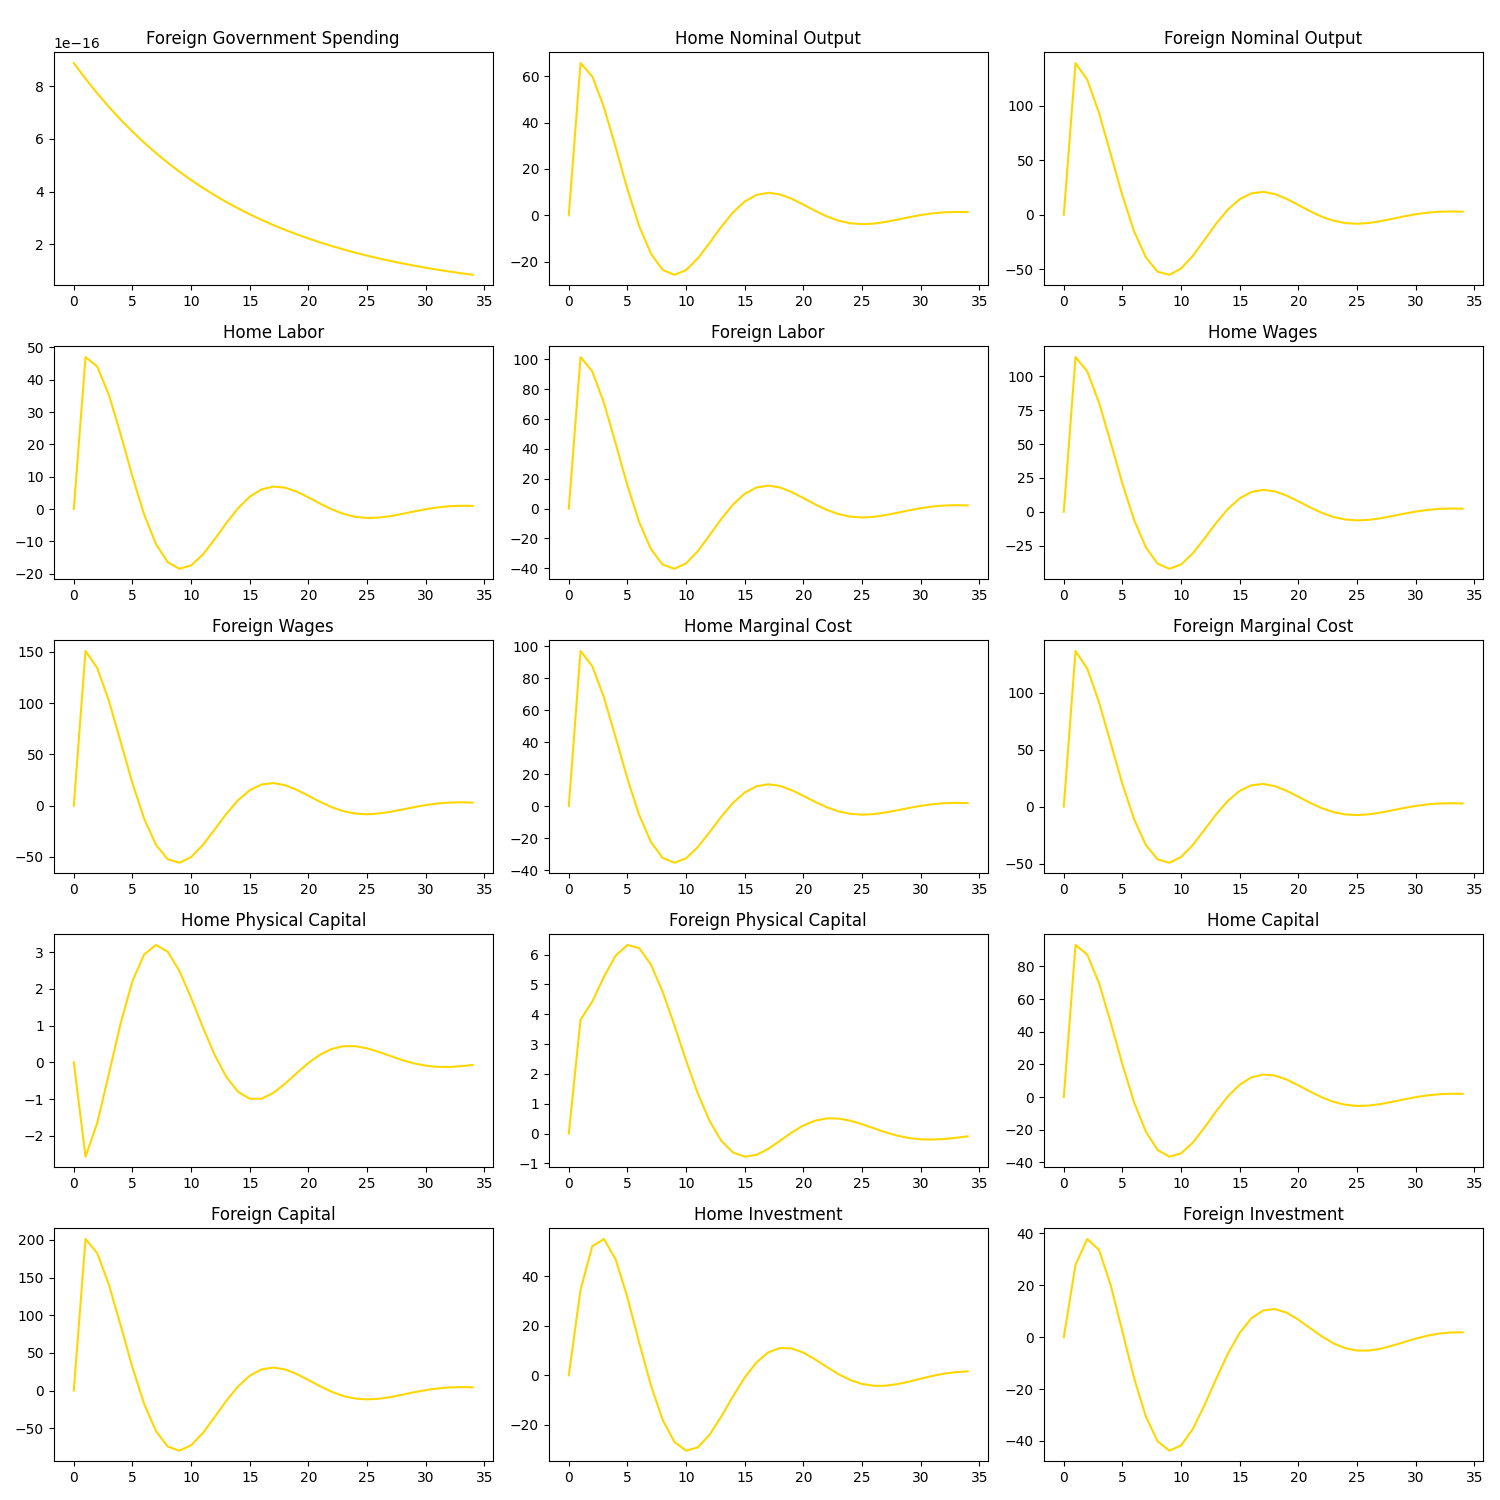 Foreign Government Spending
Home Nominal Output
Foreign Nominal Output
1e−16
8
6
4
2
0 5 10 15 20 25 30 35
60
40
20
0
−20
0 5 10 15 20 25 30 35
100
50
0
−50
0 5 10 15 20 25 30 35
Home Labor
Foreign Labor
Home Wages
50
40
30
20
10
0
−10
−20
0 5 10 15 20 25 30 35
100
80
60
40
20
0
−20
−40
0 5 10 15 20 25 30 35
100
75
50
25
0
−25
0 5 10 15 20 25 30 35
Foreign Wages
Home Marginal Cost
Foreign Marginal Cost
150
100
50
0
−50
0 5 10 15 20 25 30 35
100
80
60
40
20
0
−20
−40
0 5 10 15 20 25 30 35
100
50
0
−50
0 5 10 15 20 25 30 35
Home Physical Capital
Foreign Physical Capital
Home Capital
3
2
1
0
−1
−2
0 5 10 15 20 25 30 35
6
5
4
3
2
1
0
−1
0 5 10 15 20 25 30 35
80
60
40
20
0
−20
−40
0 5 10 15 20 25 30 35
Foreign Capital
Home Investment
Foreign Investment
200
150
100
50
0
−50
0 5 10 15 20 25 30 35
40
20
0
−20
0 5 10 15 20 25 30 35
40
20
0
−20
−40
0 5 10 15 20 25 30 35